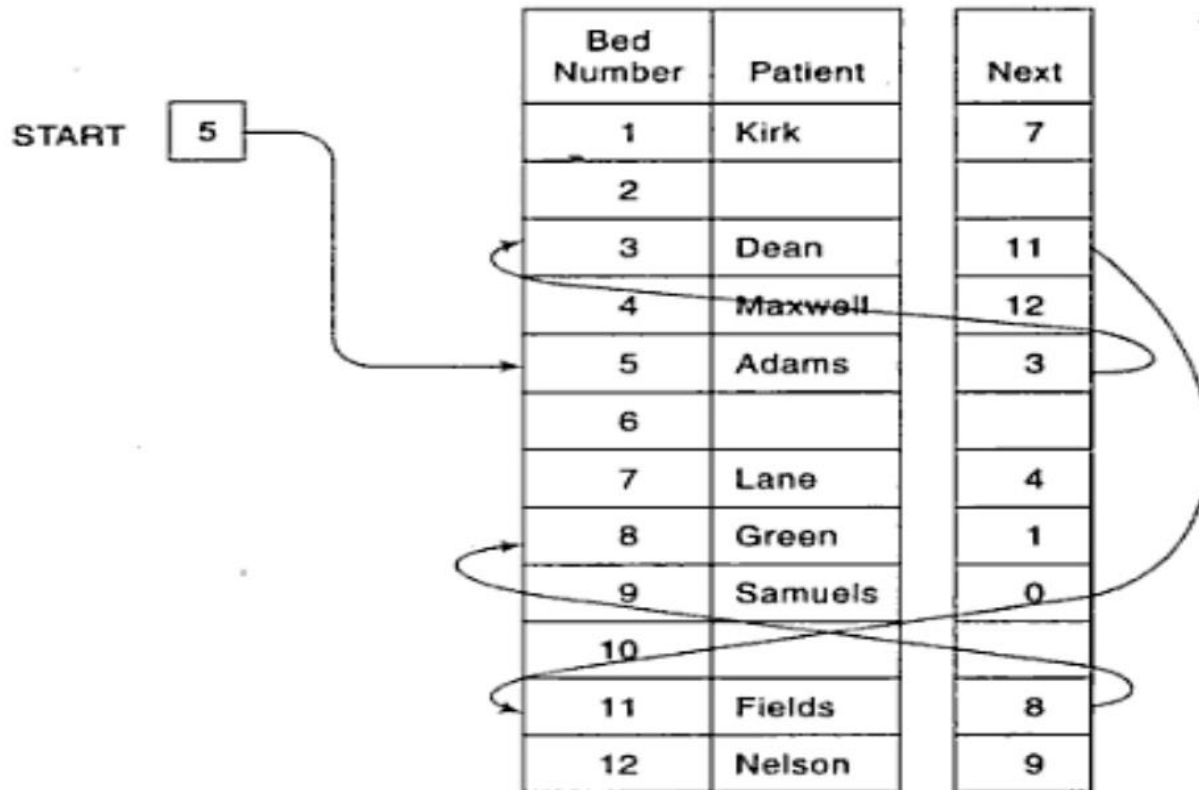 Bed
Number Patient Next
START 5 1 Kirk 7
2
3 Dean 11
4 Maxwell 12
5 Adams 3
6
7 Lane 4
8 Green 1
9 Samuels 0
10
11 Fields 8
12 Nelson 9